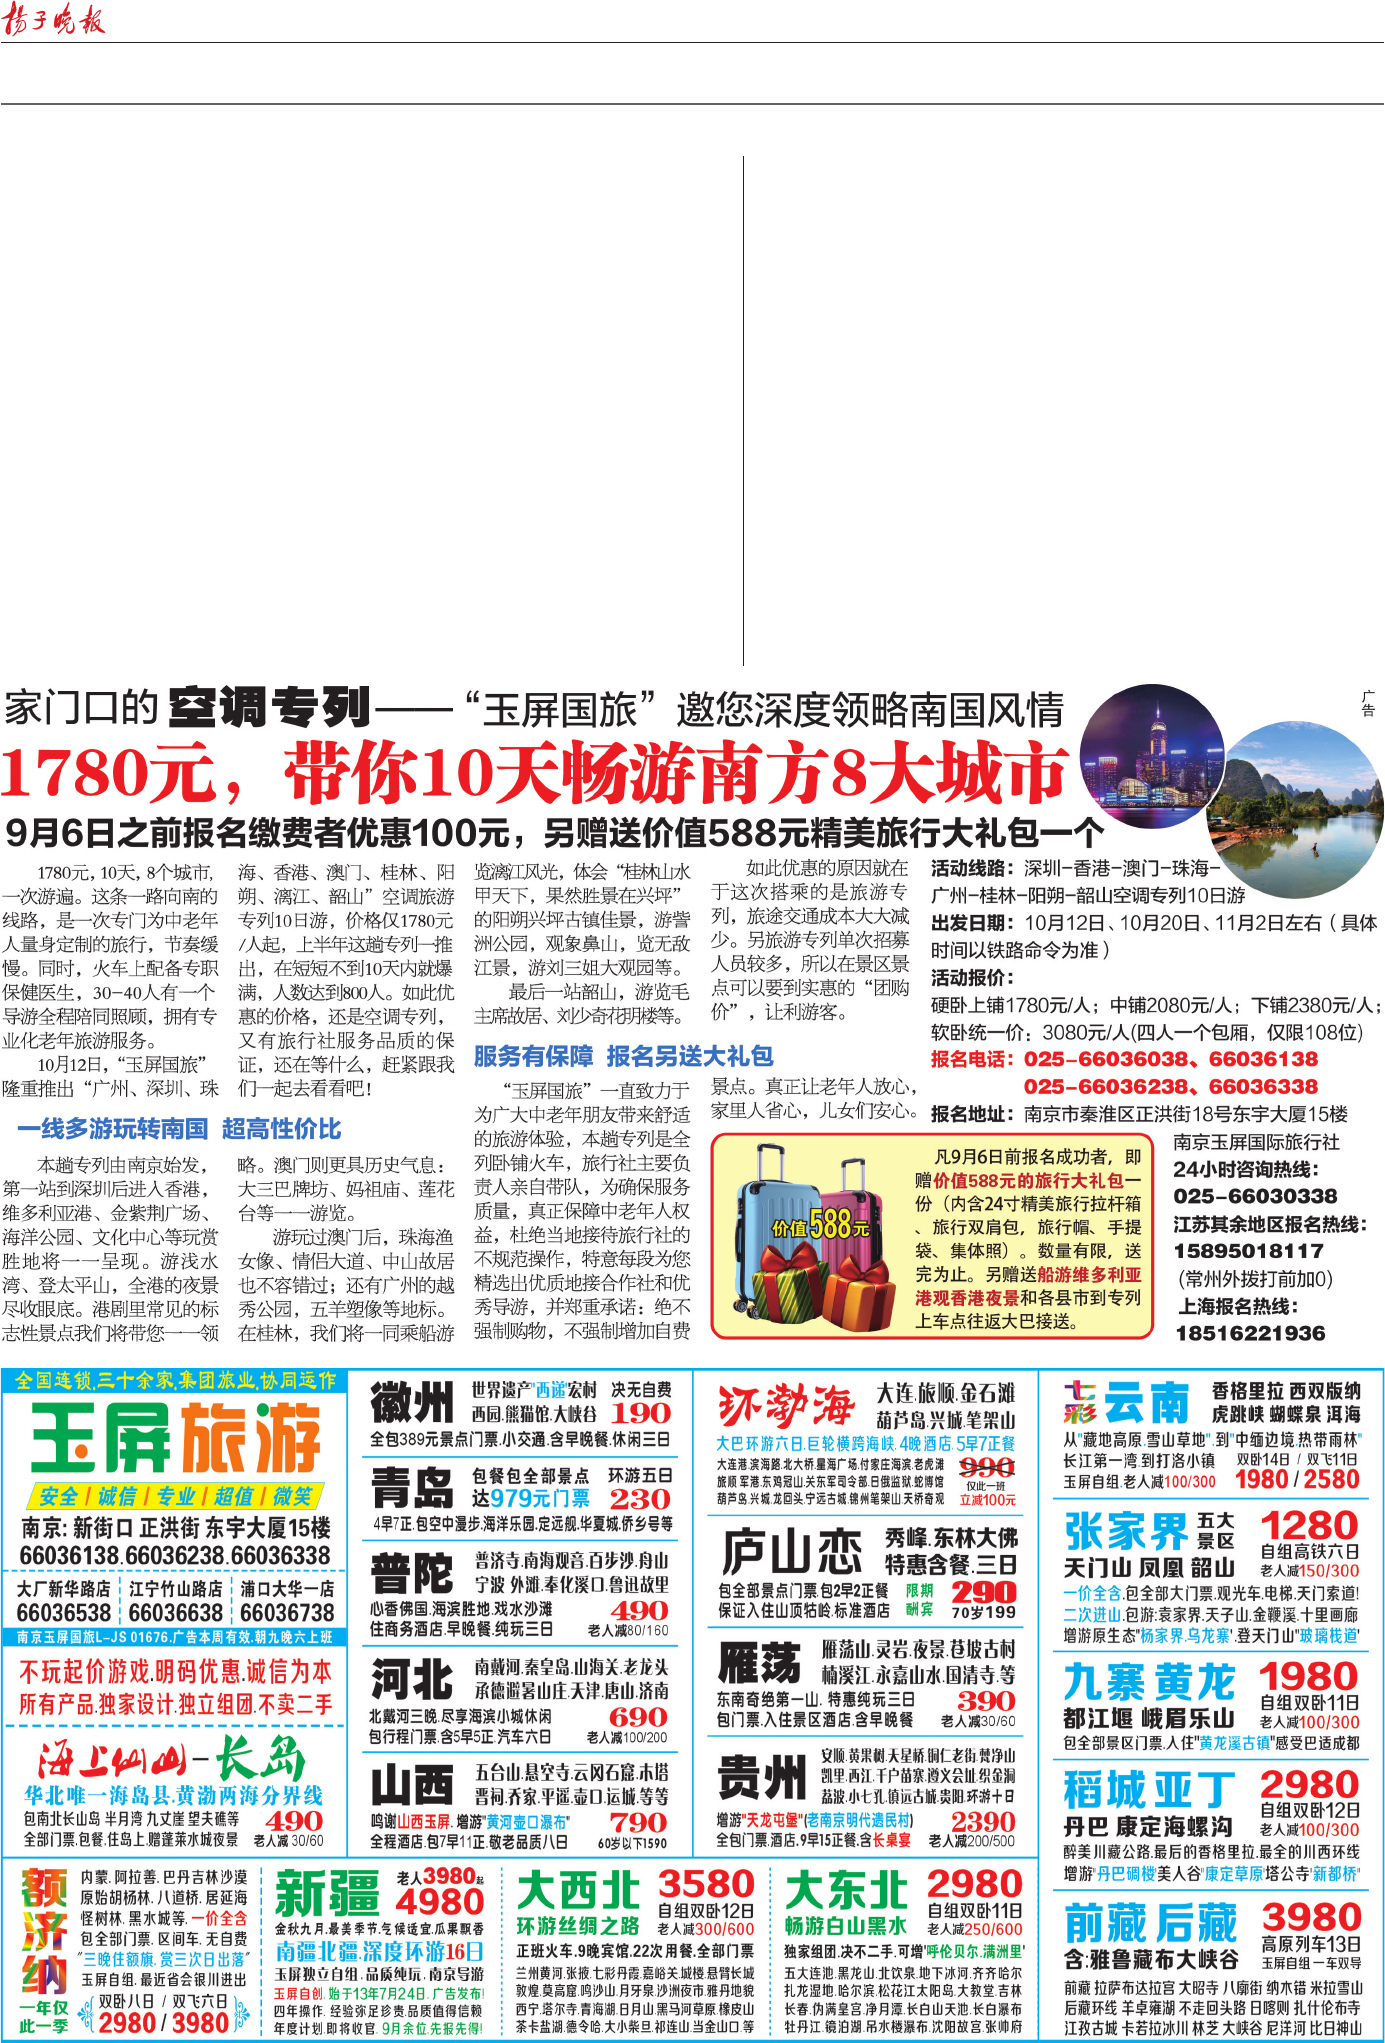 扬子晚报
广告
家门口的 空调专列——“玉屏国旅”邀您深度领略南国风情
1780元，带你10天畅游南方8大城市
9月6日之前报名缴费者优惠100元，另赠送价值588元精美旅行大礼包一个
1780元，10天，8个城市，
一次游遍。这条一路向南的
线路，是一次专门为中老年
人量身定制的旅行，节奏缓
慢。同时，火车上配备专职
保健医生，30-40人有一个
导游全程陪同照顾，拥有专
业化老年旅游服务。
10月12日，“玉屏国旅”
隆重推出“广州、深圳、珠
海、香港、澳门、桂林、阳
朔、漓江、韶山”空调旅游
专列10日游，价格仅1780元
/人起，上半年这趟专列一推
出，在短短不到10天内就爆
满，人数达到800人。如此优
惠的价格，还是空调专列，
又有旅行社服务品质的保
证，还在等什么，赶紧跟我
们一起去看看吧！
一线多游玩转南国 超高性价比
本趟专列由南京始发，
第一站到深圳后进入香港，
维多利亚港、金紫荆广场、
海洋公园、文化中心等玩赏
胜地将一一呈现。游浅水
湾、登太平山，全港的夜景
尽收眼底。港剧里常见的标
志性景点我们将带您一一领
略。澳门则更具历史气息：
大三巴牌坊、妈祖庙、莲花
台等一一游览。
游玩过澳门后，珠海渔
女像、情侣大道、中山故居
也不容错过；还有广州的越
秀公园，五羊塑像等地标。
在桂林，我们将一同乘船游
览漓江风光，体会“桂林山水
甲天下，果然胜景在兴坪”
的阳朔兴坪古镇佳景，游訾
洲公园，观象鼻山，览无敌
江景，游刘三姐大观园等。
最后一站韶山，游览毛
主席故居、刘少奇花明楼等。
服务有保障 报名另送大礼包
“玉屏国旅”一直致力于
为广大中老年朋友带来舒适
的旅游体验，本趟专列是全
列卧铺火车，旅行社主要负
责人亲自带队，为确保服务
质量，真正保障中老年人权
益，杜绝当地接待旅行社的
不规范操作，特意每段为您
精选出优质地接合作社和优
秀导游，并郑重承诺：绝不
强制购物，不强制增加自费
景点。真正让老年人放心，
家里人省心，儿女们安心。
如此优惠的原因就在
于这次搭乘的是旅游专
列，旅途交通成本大大减
少。另旅游专列单次招募
人员较多，所以在景区景
点可以要到实惠的“团购
价”，让利游客。
活动线路：深圳-香港-澳门-珠海-
广州-桂林-阳朔-韶山空调专列10日游
出发日期：10月12日、10月20日、11月2日左右（具体
时间以铁路命令为准）
活动报价：
硬卧上铺1780元/人；中铺2080元/人；下铺2380元/人；
软卧统一价：3080元/人(四人一个包厢，仅限108位)
报名电话：025-66036038、66036138
025-66036238、66036338
报名地址：南京市秦淮区正洪街18号东宇大厦15楼
南京玉屏国际旅行社
24小时咨询热线：
025-66030338
江苏其余地区报名热线：
15895018117
(常州外拨打前加0)
上海报名热线：
18516221936
价值588元
凡9月6日前报名成功者，即
赠价值588元的旅行大礼包一
份（内含24寸精美旅行拉杆箱
、旅行双肩包，旅行帽、手提
袋、集体照）。数量有限，送
完为止。另赠送船游维多利亚
港观香港夜景和各县市到专列
上车点往返大巴接送。
全国连锁.三十余家.集团旅业.协同运作
玉屏旅游
安全/诚信/专业/超值/微笑
南京: 新街口 正洪街 东宇大厦15楼
66036138.66036238.66036338
大厂新华路店 江宁竹山路店 浦口大华一店
66036538 66036638 66036738
南京玉屏国旅L-JS 01676.广告本周有效.朝九晚六上班
不玩起价游戏.明码优惠.诚信为本
所有产品.独家设计.独立组团.不卖二手
海上仙山-长岛
华北唯一海岛县.黄渤两海分界线
包南北长山岛 半月湾 九丈崖 望夫礁等 490
全部门票.包餐.住岛上.赠蓬莱水城夜景 老人减 30/60
徽州 世界遗产'西递'宏村 决无自费
西园.熊猫馆.大峡谷 190
全包389元景点门票.小交通.含早晚餐.休闲三日
青岛 包餐包全部景点 环游五日
达979元门票 230
4早7正.包空中漫步.海洋乐园.定远舰.华夏城.侨乡号等
普陀 普济寺.南海观音.百步沙.舟山
宁波 外滩.奉化溪口.鲁迅故里
心香佛国.海滨胜地.戏水沙滩 490
住商务酒店.早晚餐.纯玩三日 老人减80/160
河北 南戴河.秦皇岛.山海关.老龙头
承德避暑山庄.天津.唐山.济南
北戴河三晚.尽享海滨小城休闲 690
包行程门票.含5早5正.汽车六日 老人减100/200
山西 五台山.悬空寺.云冈石窟.木塔
晋祠.乔家.平遥.壶口.运城.等等
鸣谢山西玉屏.增游"黄河壶口瀑布" 790
全程酒店.包7早11正.敬老品质八日 60岁以下1590
环渤海 大连.旅顺.金石滩
葫芦岛.兴城.笔架山
大巴环游六日.巨轮横跨海峡.4晚酒店.5早7正餐
大连港.滨海路.北大桥.星海广场.付家庄海滨.老虎滩 990
旅顺 军港.东鸡冠山.关东军司令部.日俄监狱.蛇博馆 仅此一班
葫芦岛.兴城.龙回头.宁远古城.锦州笔架山.天桥奇观 立减100元
庐山恋 秀峰.东林大佛
特惠含餐.三日
包全部景点门票.包2早2正餐 限期 290
保证入住山顶牯岭.标准酒店 酬宾 70岁199
雁荡 雁荡山.灵岩.夜景.苍坡古村
楠溪江.永嘉山水.国清寺.等
东南奇绝第一山. 特惠纯玩三日 390
包门票.入住景区酒店.含早晚餐 老人减30/60
贵州 安顺.黄果树.天星桥.铜仁老街.梵净山
凯里.西江.千户苗寨.遵义会址.织金洞
荔波.小七孔.镇远古城.贵阳.环游十日
增游"天龙屯堡"(老南京明代遗民村) 2390
全包门票.酒店.9早15正餐.含长桌宴 老人减200/500
七彩云南 香格里拉 西双版纳
虎跳峡 蝴蝶泉 洱海
从"藏地高原.雪山草地".到"中缅边境.热带雨林"
长江第一湾.到打洛小镇 双卧14日 / 双飞11日
玉屏自组.老人减100/300 1980 / 2580
张家界 五大景区 1280
自组高铁六日
天门山 凤凰 韶山 老人减150/300
一价全含.包全部大门票.观光车.电梯.天门索道!
二次进山.包游:袁家界.天子山.金鞭溪.十里画廊
增游原生态"杨家界.乌龙寨'.登天门山"玻璃栈道'
九寨 黄龙 1980
自组双卧11日
都江堰 峨眉乐山 老人减100/300
包全部景区门票.入住"黄龙溪古镇"感受巴适成都
稻城 亚丁 2980
自组双卧12日
丹巴 康定海螺沟 老人减100/300
醉美川藏公路.最后的香格里拉.最全的川西环线
增游'丹巴碉楼'美人谷'康定草原'塔公寺'新都桥"
前藏 后藏 3980
高原列车13日
含:雅鲁藏布大峡谷 玉屏自组 一车双导
前藏 拉萨布达拉宫 大昭寺 八廓街 纳木错 米拉雪山
后藏环线 羊卓雍湖 不走回头路 日喀则 扎什伦布寺
江孜古城 卡若拉冰川 林芝 大峡谷 尼洋河 比日神山
额济纳 内蒙. 阿拉善. 巴丹吉林 沙漠
原始胡杨林. 八道桥. 居延海
怪树林. 黑水城等. 一价全含
包全部门票. 区间车. 无自费
"三晚住额旗. 赏三次日出落"
玉屏自组. 最近省会银川进出
一年仅此一季 双卧八日 / 双飞六日
2980 / 3980
新疆 老人3980起
4980
金秋九月.最美季节.气候适宜.瓜果飘香
南疆北疆.深度环游16日
玉屏独立自组 . 品质纯玩 . 南京导游
玉屏自创. 始于13年7月24日. 广告发布!
四年操作. 经验弥足珍贵.品质值得信赖
年度计划.即将收官. 9月余位.先报先得!
大西北 3580
自组双卧12日
环游丝绸之路 老人减300/600
正班火车.9晚宾馆.22次 用餐.全部门票
兰州黄河.张掖.七彩丹霞.嘉峪关.城楼.悬臂长城
敦煌.莫高窟.鸣沙山.月牙泉.沙洲夜市.雅丹地貌
西宁.塔尔寺.青海湖.日月山.黑马河草原.橡皮山
茶卡盐湖.德令哈.大小柴旦.祁连山.当金山口 等
大东北 2980
自组双卧11日
畅游白山黑水 老人减250/600
独家组团.决不二手.可增'呼伦贝尔.满洲里'
五大连池.黑龙山.北饮泉.地下冰河.齐齐哈尔
扎龙湿地.哈尔滨.松花江太阳岛.大教堂.吉林
长春.伪满皇宫.净月潭.长白山天池.长白瀑布
牡丹江.镜泊湖.吊水楼瀑布.沈阳故宫.张帅府